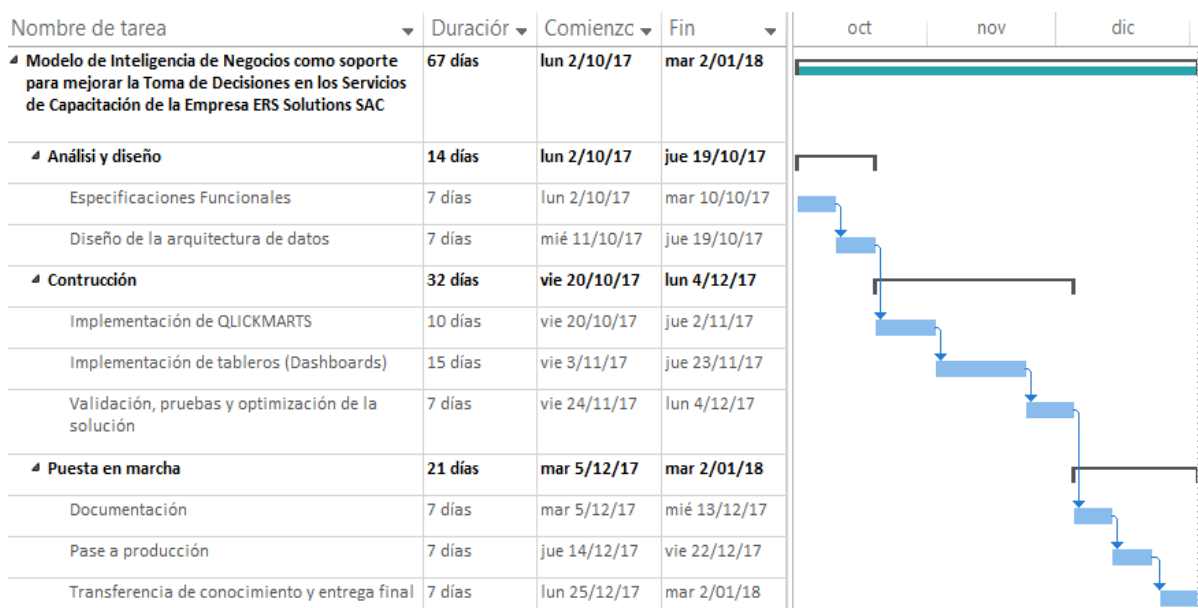 Nombre de tarea Duraciór Comienzc Fin oct nov dic
Modelo de Inteligencia de Negocios como soporte 67 días lun 2/10/17 mar 2/01/18
para mejorar la Toma de Decisiones en los Servicios
de Capacitación de la Empresa ERS Solutions SAC
Análisi y diseño 14 días lun 2/10/17 jue 19/10/17
Especificaciones Funcionales 7 días lun 2/10/17 mar 10/10/17
Diseño de la arquitectura de datos 7 días mié 11/10/17 jue 19/10/17
Contrucción 32 días vie 20/10/17 lun 4/12/17
Implementación de QLICKMARTS 10 días vie 20/10/17 jue 2/11/17
Implementación de tableros (Dashboards) 15 días vie 3/11/17 jue 23/11/17
Validación, pruebas y optimización de la 7 días vie 24/11/17 lun 4/12/17
solución
Puesta en marcha 21 días mar 5/12/17 mar 2/01/18
Documentación 7 días mar 5/12/17 mié 13/12/17
Pase a producción 7 días jue 14/12/17 vie 22/12/17
Transferencia de conocimiento y entrega final 7 días lun 25/12/17 mar 2/01/18